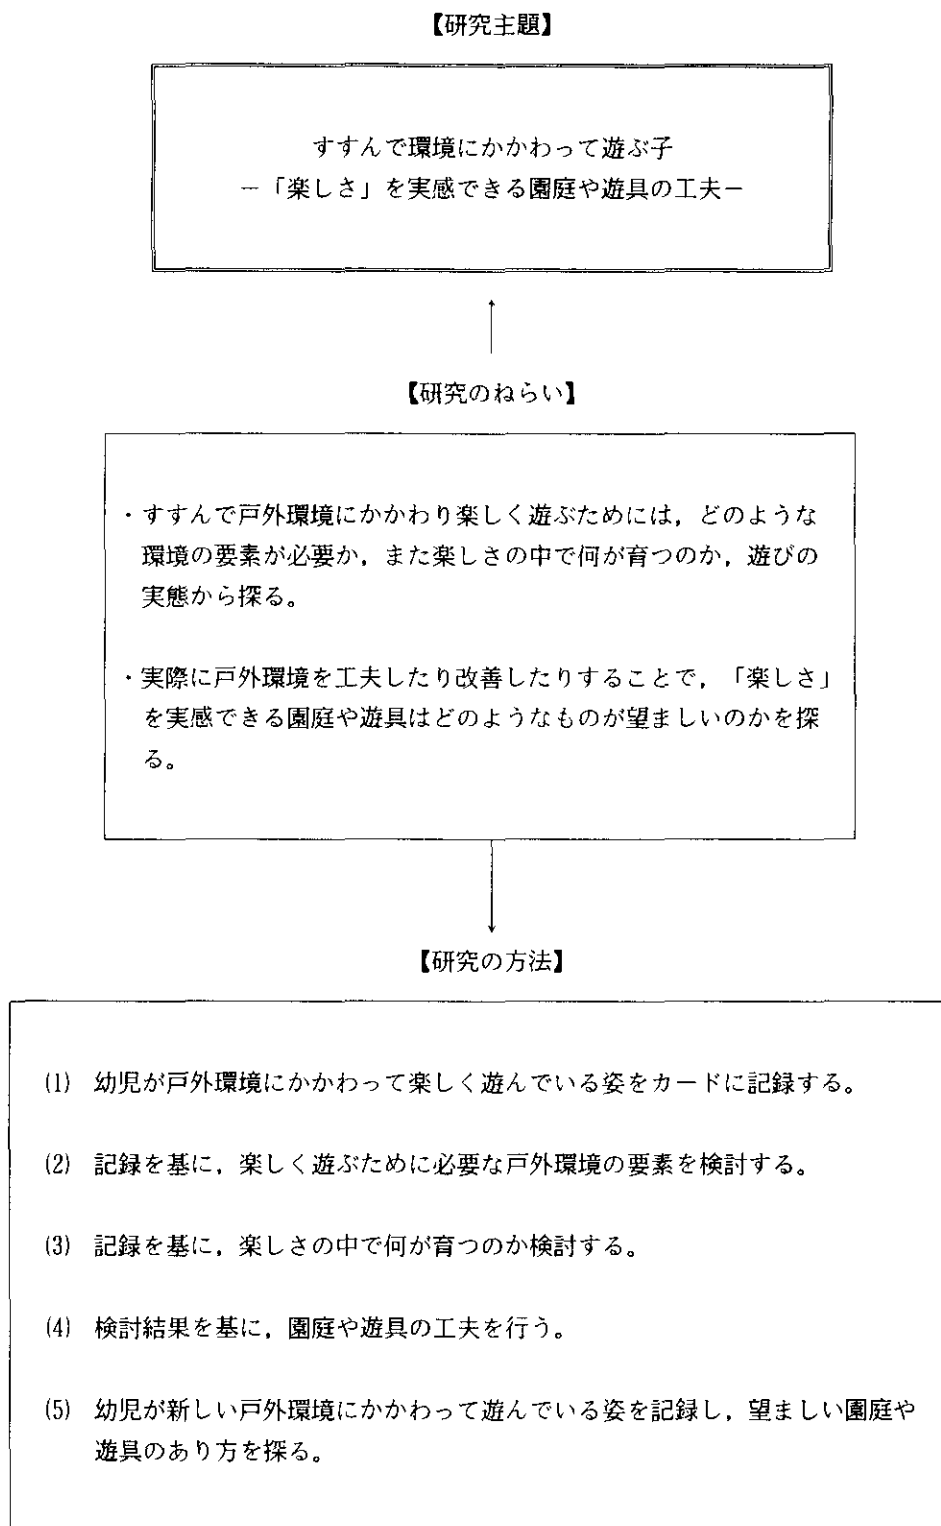 【研究主題】
すすんで環境にかかわって遊ぶ子
－「楽しさ」を実感できる園庭や遊具の工夫－
【研究のねらい】
・すすんで戸外環境にかかわり楽しく遊ぶためには，どのような
環境の要素が必要か，また楽しさの中で何が育つのか，遊びの
実態から探る。
・実際に戸外環境を工夫したり改善したりすることで，「楽しさ」
を実感できる園庭や遊具はどのようなものが望ましいのかを探
る。
【研究の方法】
(1) 幼児が戸外環境にかかわって楽しく遊んでいる姿をカードに記録する。
(2) 記録を基に，楽しく遊ぶために必要な戸外環境の要素を検討する。
(3) 記録を基に，楽しさの中で何が育つのか検討する。
(4) 検討結果を基に，園庭や遊具の工夫を行う。
(5) 幼児が新しい戸外環境にかかわって遊んでいる姿を記録し，望ましい園庭や
遊具のあり方を探る。